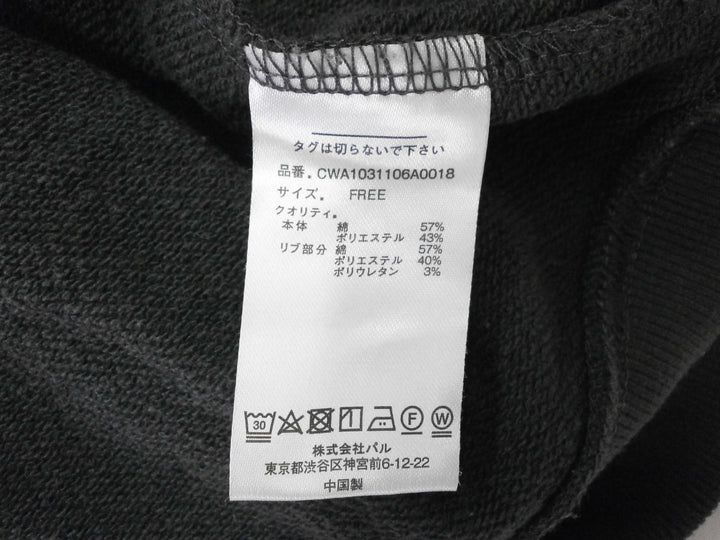 タグは切らないで下さい
品番. CWA1031106A0018
サイズ. FREE
クオリティ.
本体 綿 57%
ポリエステル 43%
リブ部分 綿 57%
ポリエステル 40%
ポリウレタン 3%
30 F W
株式会社パル
東京都渋谷区神宮前6-12-22
中国製